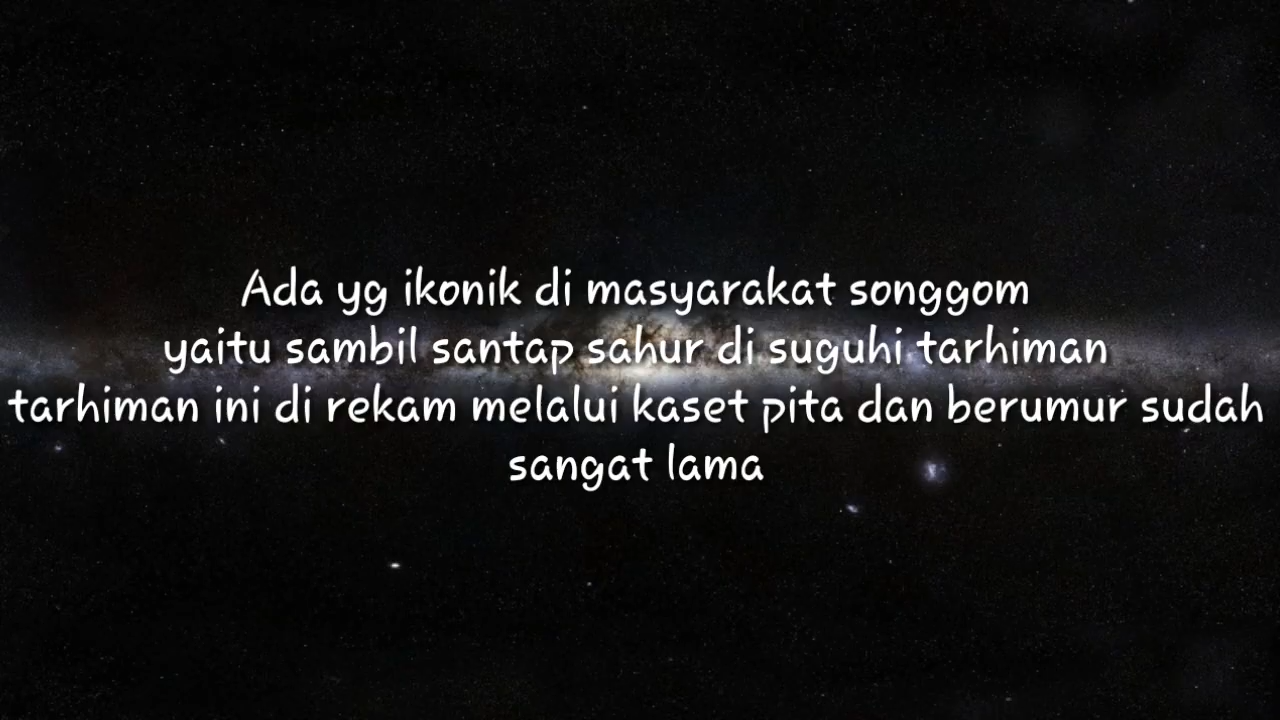 Ada yg ikonik di masyarakat songgom
yaitu sambil santap sahur di suguhi tarhiman
tarhiman ini di rekam melalui kaset pita dan berumur sudah
sangat lama